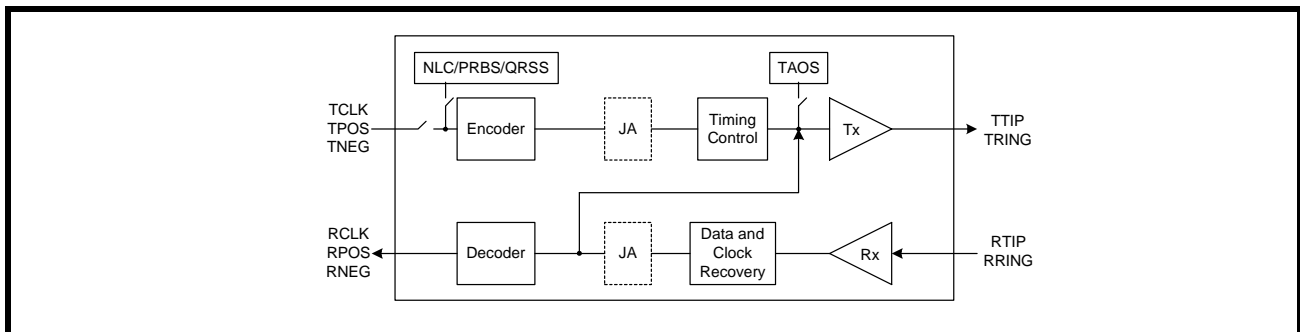 NLC/PRBS/QRSS
TAOS
TCLK
TPOS
TNEG
Encoder
JA
Timing
Control
Tx
TTIP
TRING
RCLK
RPOS
RNEG
Decoder
JA
Data and
Clock
Recovery
Rx
RTIP
RRING